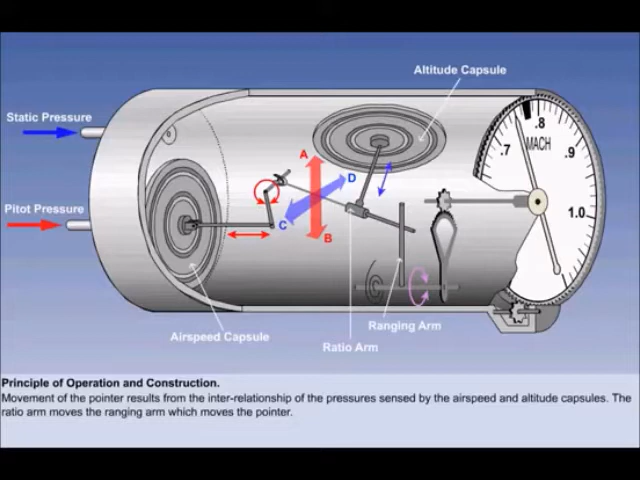 Altitude Capsule
Static Pressure
.8
.7
MACH
.9
A
D
Pitot Pressure
1.0
C
B
Airspeed Capsule
Ranging Arm
Ratio Arm
Principle of Operation and Construction.
Movement of the pointer results from the inter-relationship of the pressures sensed by the airspeed and altitude capsules. The
ratio arm moves the ranging arm which moves the pointer.